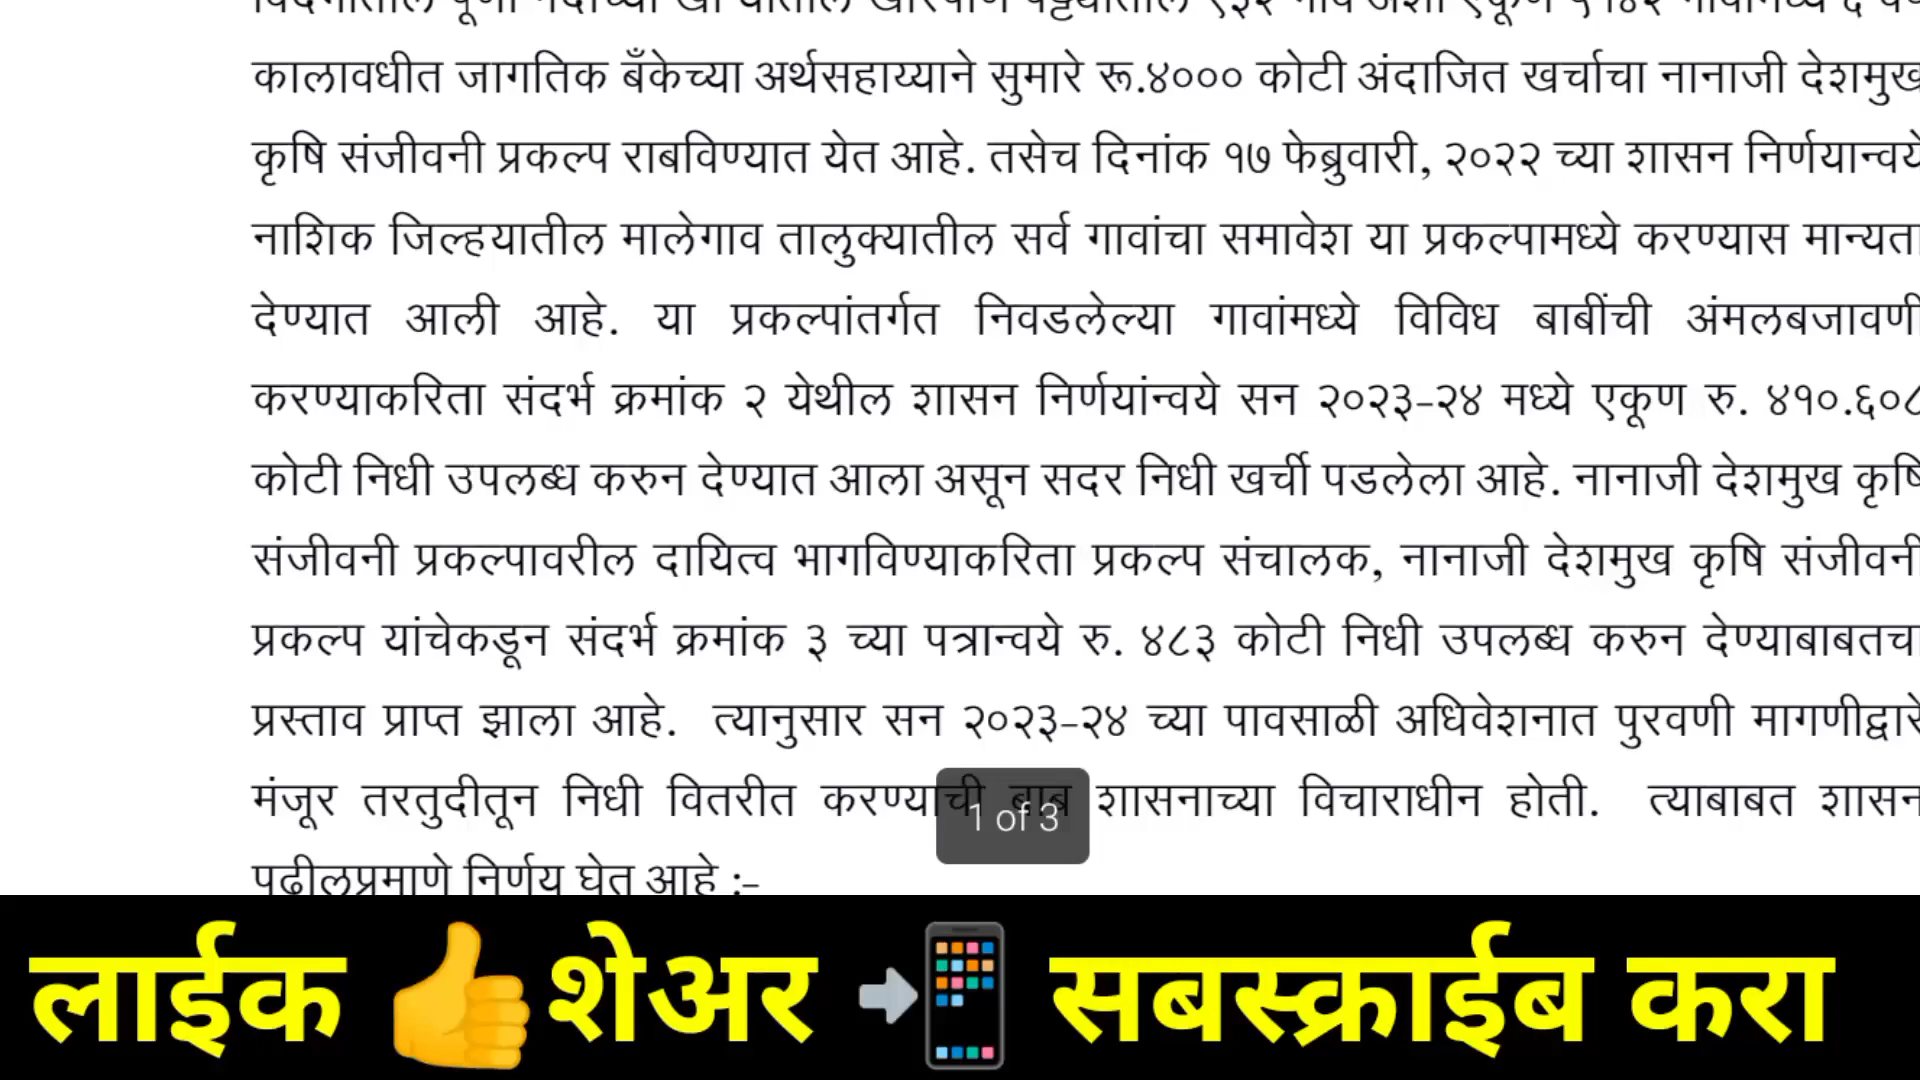 कालावधीत जागतिक बँकेच्या अर्थसहाय्याने सुमारे रू.४००० कोटी अंदाजित खर्चाचा नानाजी देशमुख
कृषि संजीवनी प्रकल्प राबविण्यात येत आहे. तसेच दिनांक १७ फेब्रुवारी, २०२२ च्या शासन निर्णयान्वये
नाशिक जिल्हयातील मालेगाव तालुक्यातील सर्व गावांचा समावेश या प्रकल्पामध्ये करण्यास मान्यता
देण्यात आली आहे. या प्रकल्पांतर्गत निवडलेल्या गावांमध्ये विविध बाबींची अंमलबजावणी
करण्याकरिता संदर्भ क्रमांक २ येथील शासन निर्णयांन्वये सन २०२३-२४ मध्ये एकूण रु. ४१०.६०८
कोटी निधी उपलब्ध करुन देण्यात आला असून सदर निधी खर्ची पडलेला आहे. नानाजी देशमुख कृषि
संजीवनी प्रकल्पावरील दायित्व भागविण्याकरिता प्रकल्प संचालक, नानाजी देशमुख कृषि संजीवनी
प्रकल्प यांचेकडून संदर्भ क्रमांक ३ च्या पत्रान्वये रु. ४८३ कोटी निधी उपलब्ध करुन देण्याबाबतचा
प्रस्ताव प्राप्त झाला आहे. त्यानुसार सन २०२३-२४ च्या पावसाळी अधिवेशनात पुरवणी मागणीद्वारे
मंजूर तरतुदीतून निधी वितरीत करण्याची बाब शासनाच्या विचाराधीन होती. त्याबाबत शासन
1 of 3
पुढीलप्रमाणे निर्णय घेत आहे :-
लाईक 👍 शेअर 📲 सबस्क्राईब करा